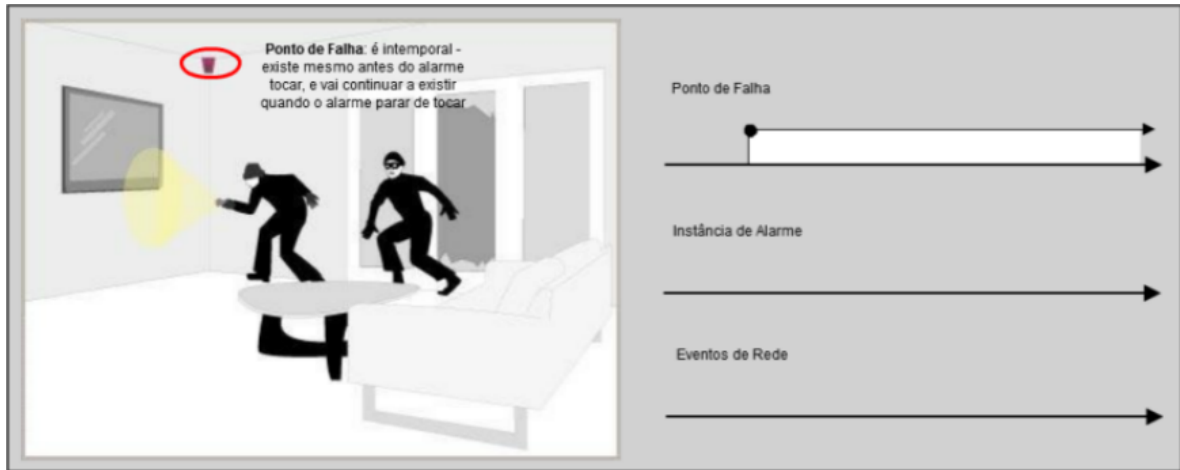 Ponto de Falha: é intemporal -
existe mesmo antes do alarme
tocar, e vai continuar a existir
quando o alarme parar de tocar
Ponto de Falha
Instância de Alarme
Eventos de Rede